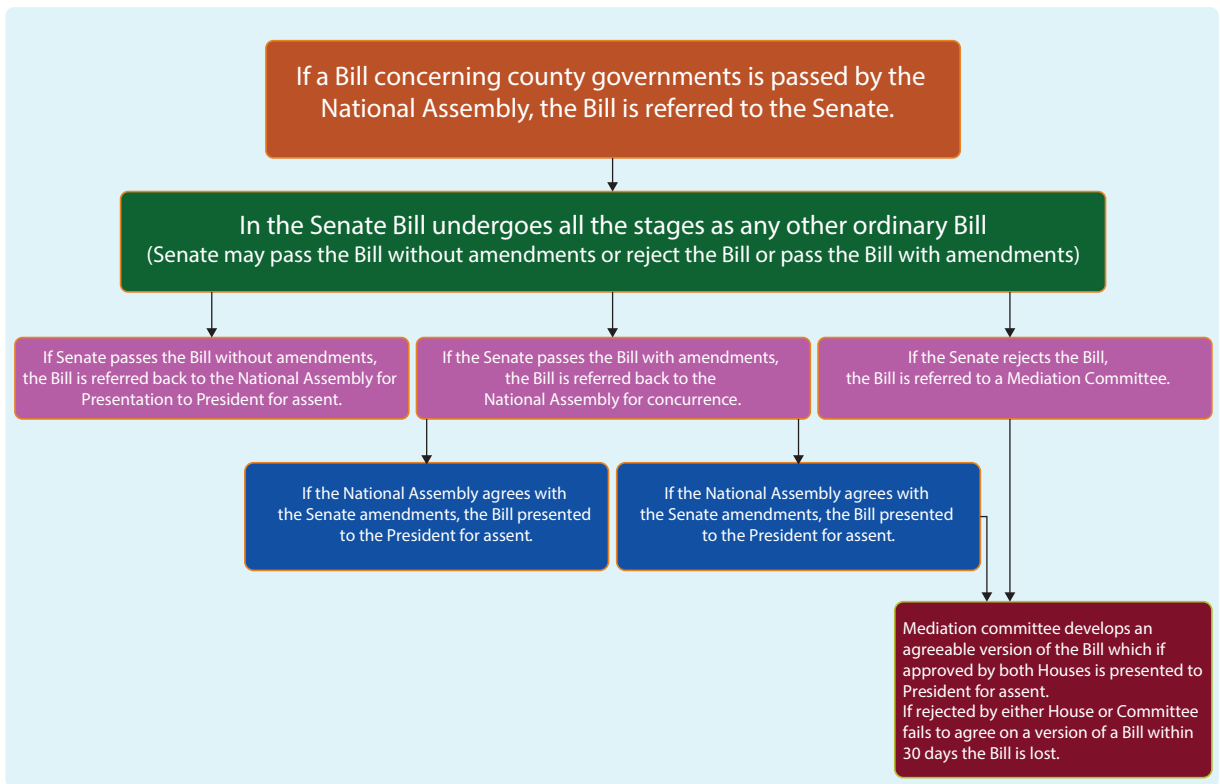 If a Bill concerning county governments is passed by the
National Assembly, the Bill is referred to the Senate.
In the Senate Bill undergoes all the stages as any other ordinary Bill
(Senate may pass the Bill without amendments or reject the Bill or pass the Bill with amendments)
If Senate passes the Bill without amendments,
the Bill is referred back to the National Assembly for
Presentation to President for assent.
If the Senate passes the Bill with amendments,
the Bill is referred back to the
National Assembly for concurrence.
If the Senate rejects the Bill,
the Bill is referred to a Mediation Committee.
If the National Assembly agrees with
the Senate amendments, the Bill presented
to the President for assent.
If the National Assembly agrees with
the Senate amendments, the Bill presented
to the President for assent.
Mediation committee develops an
agreeable version of the Bill which if
approved by both Houses is presented to
President for assent.
If rejected by either House or Committee
fails to agree on a version of a Bill within
30 days the Bill is lost.